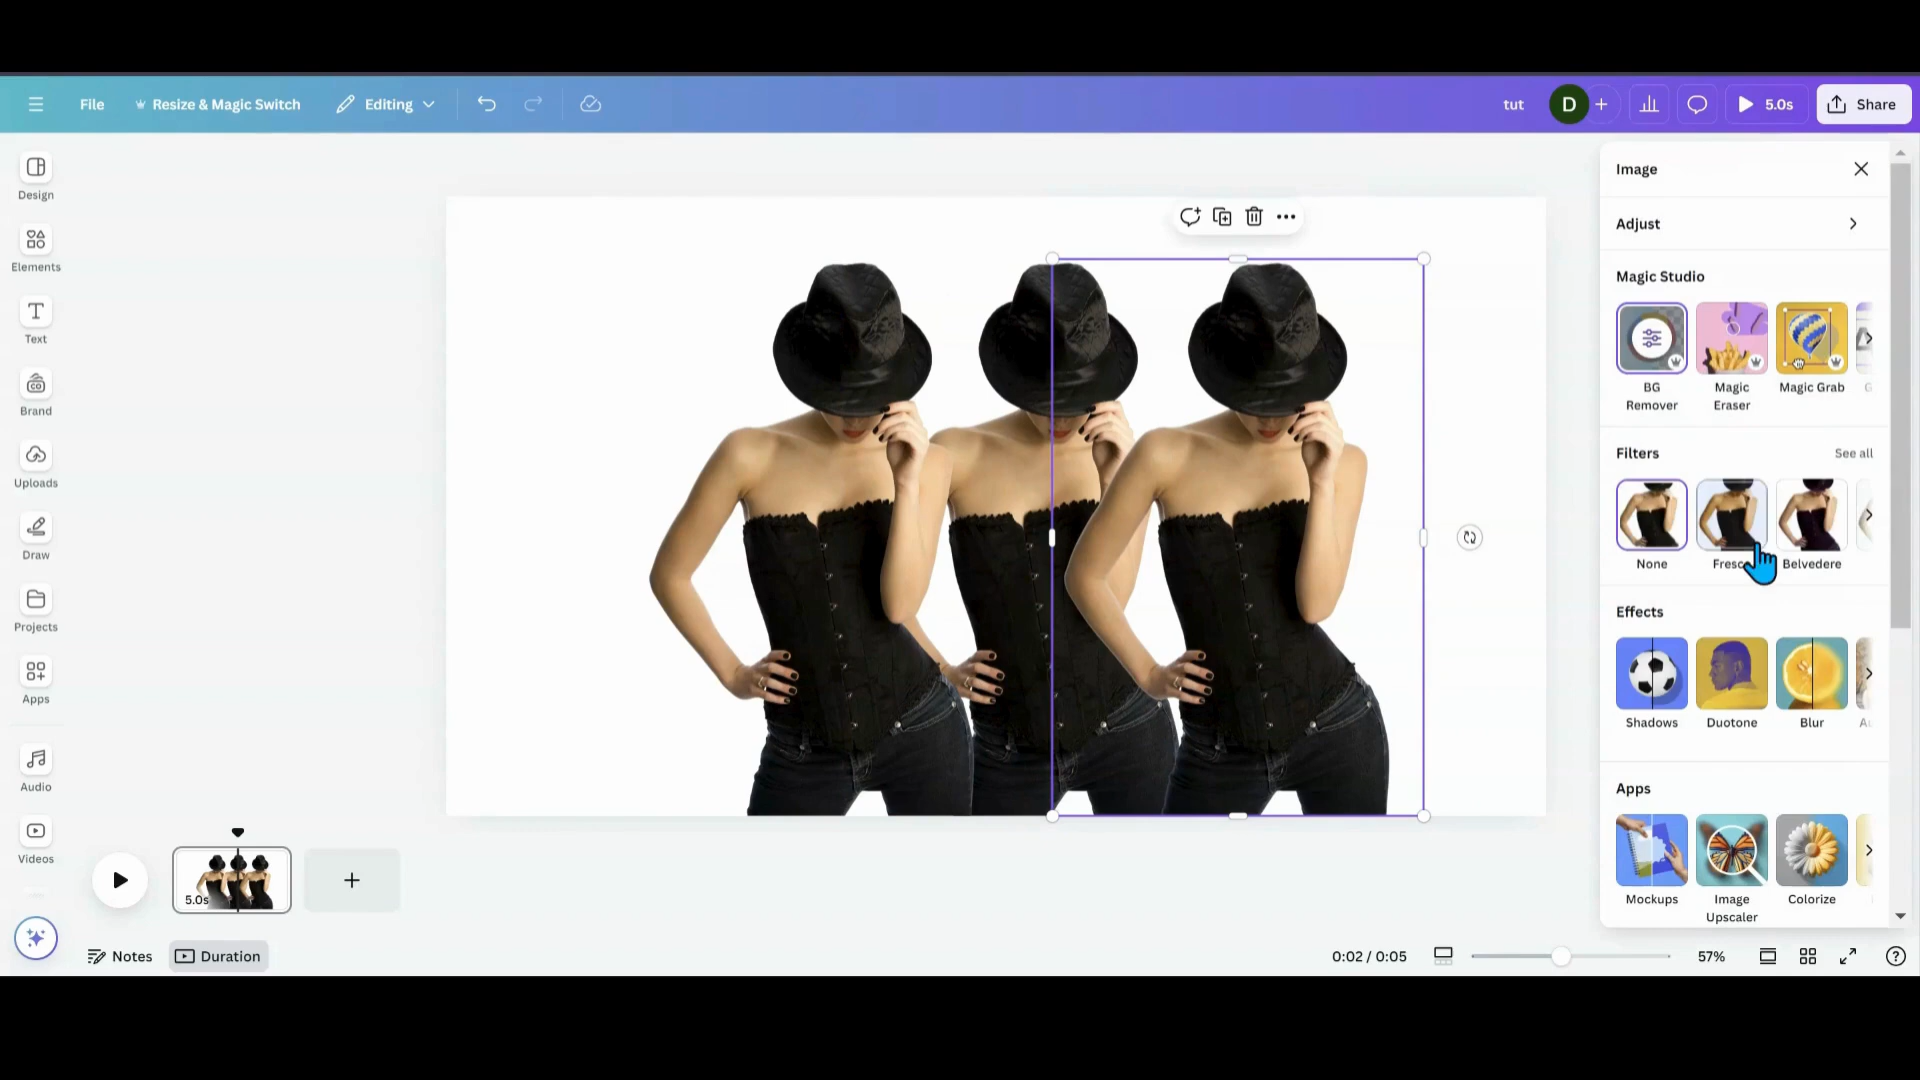 File
Resize & Magic Switch
Editing
tut
D
5.0s
Share
Design
Elements
Text
Brand
Uploads
Draw
Projects
Apps
Audio
Videos
Image
Adjust
Magic Studio
BG Remover
Magic Eraser
Magic Grab
Filters
See all
None
Belvedere
Effects
Shadows
Duotone
Blur
Apps
Mockups
Image Upscaler
Colorize
5.0s
Notes
Duration
0:02 / 0:05
57%